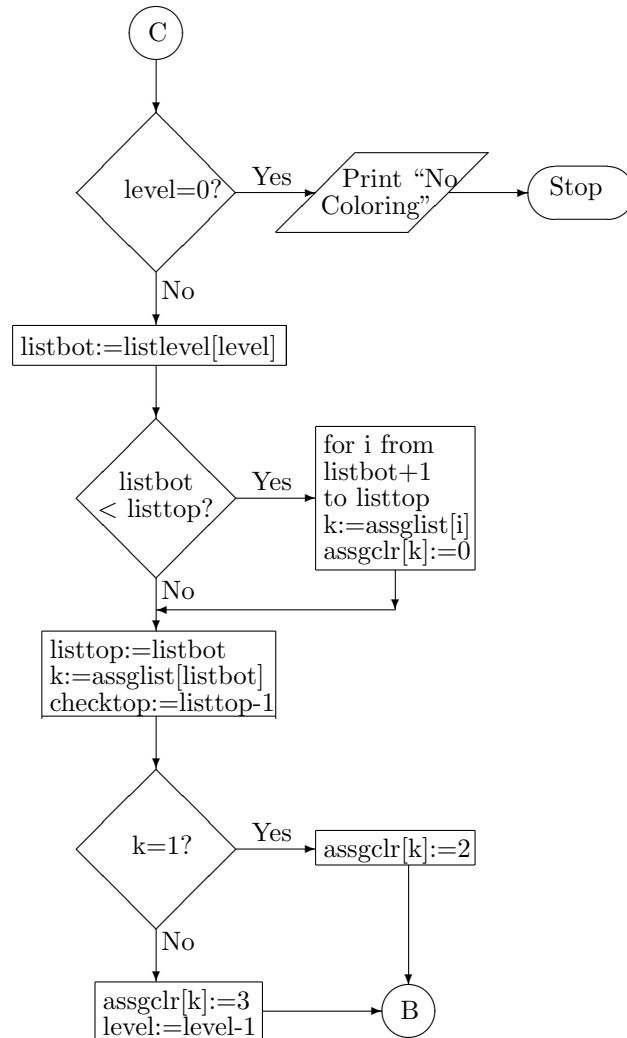 C
level=0?
Yes
Print “No
Coloring”
Stop
No
listbot:=listlevel[level]
listbot
< listtop?
Yes
for i from
listbot+1
to listtop
k:=assglist[i]
assgclr[k]:=0
No
listtop:=listbot
k:=assglist[listbot]
checktop:=listtop-1
k=1?
Yes
assgclr[k]:=2
No
assgclr[k]:=3
level:=level-1
B